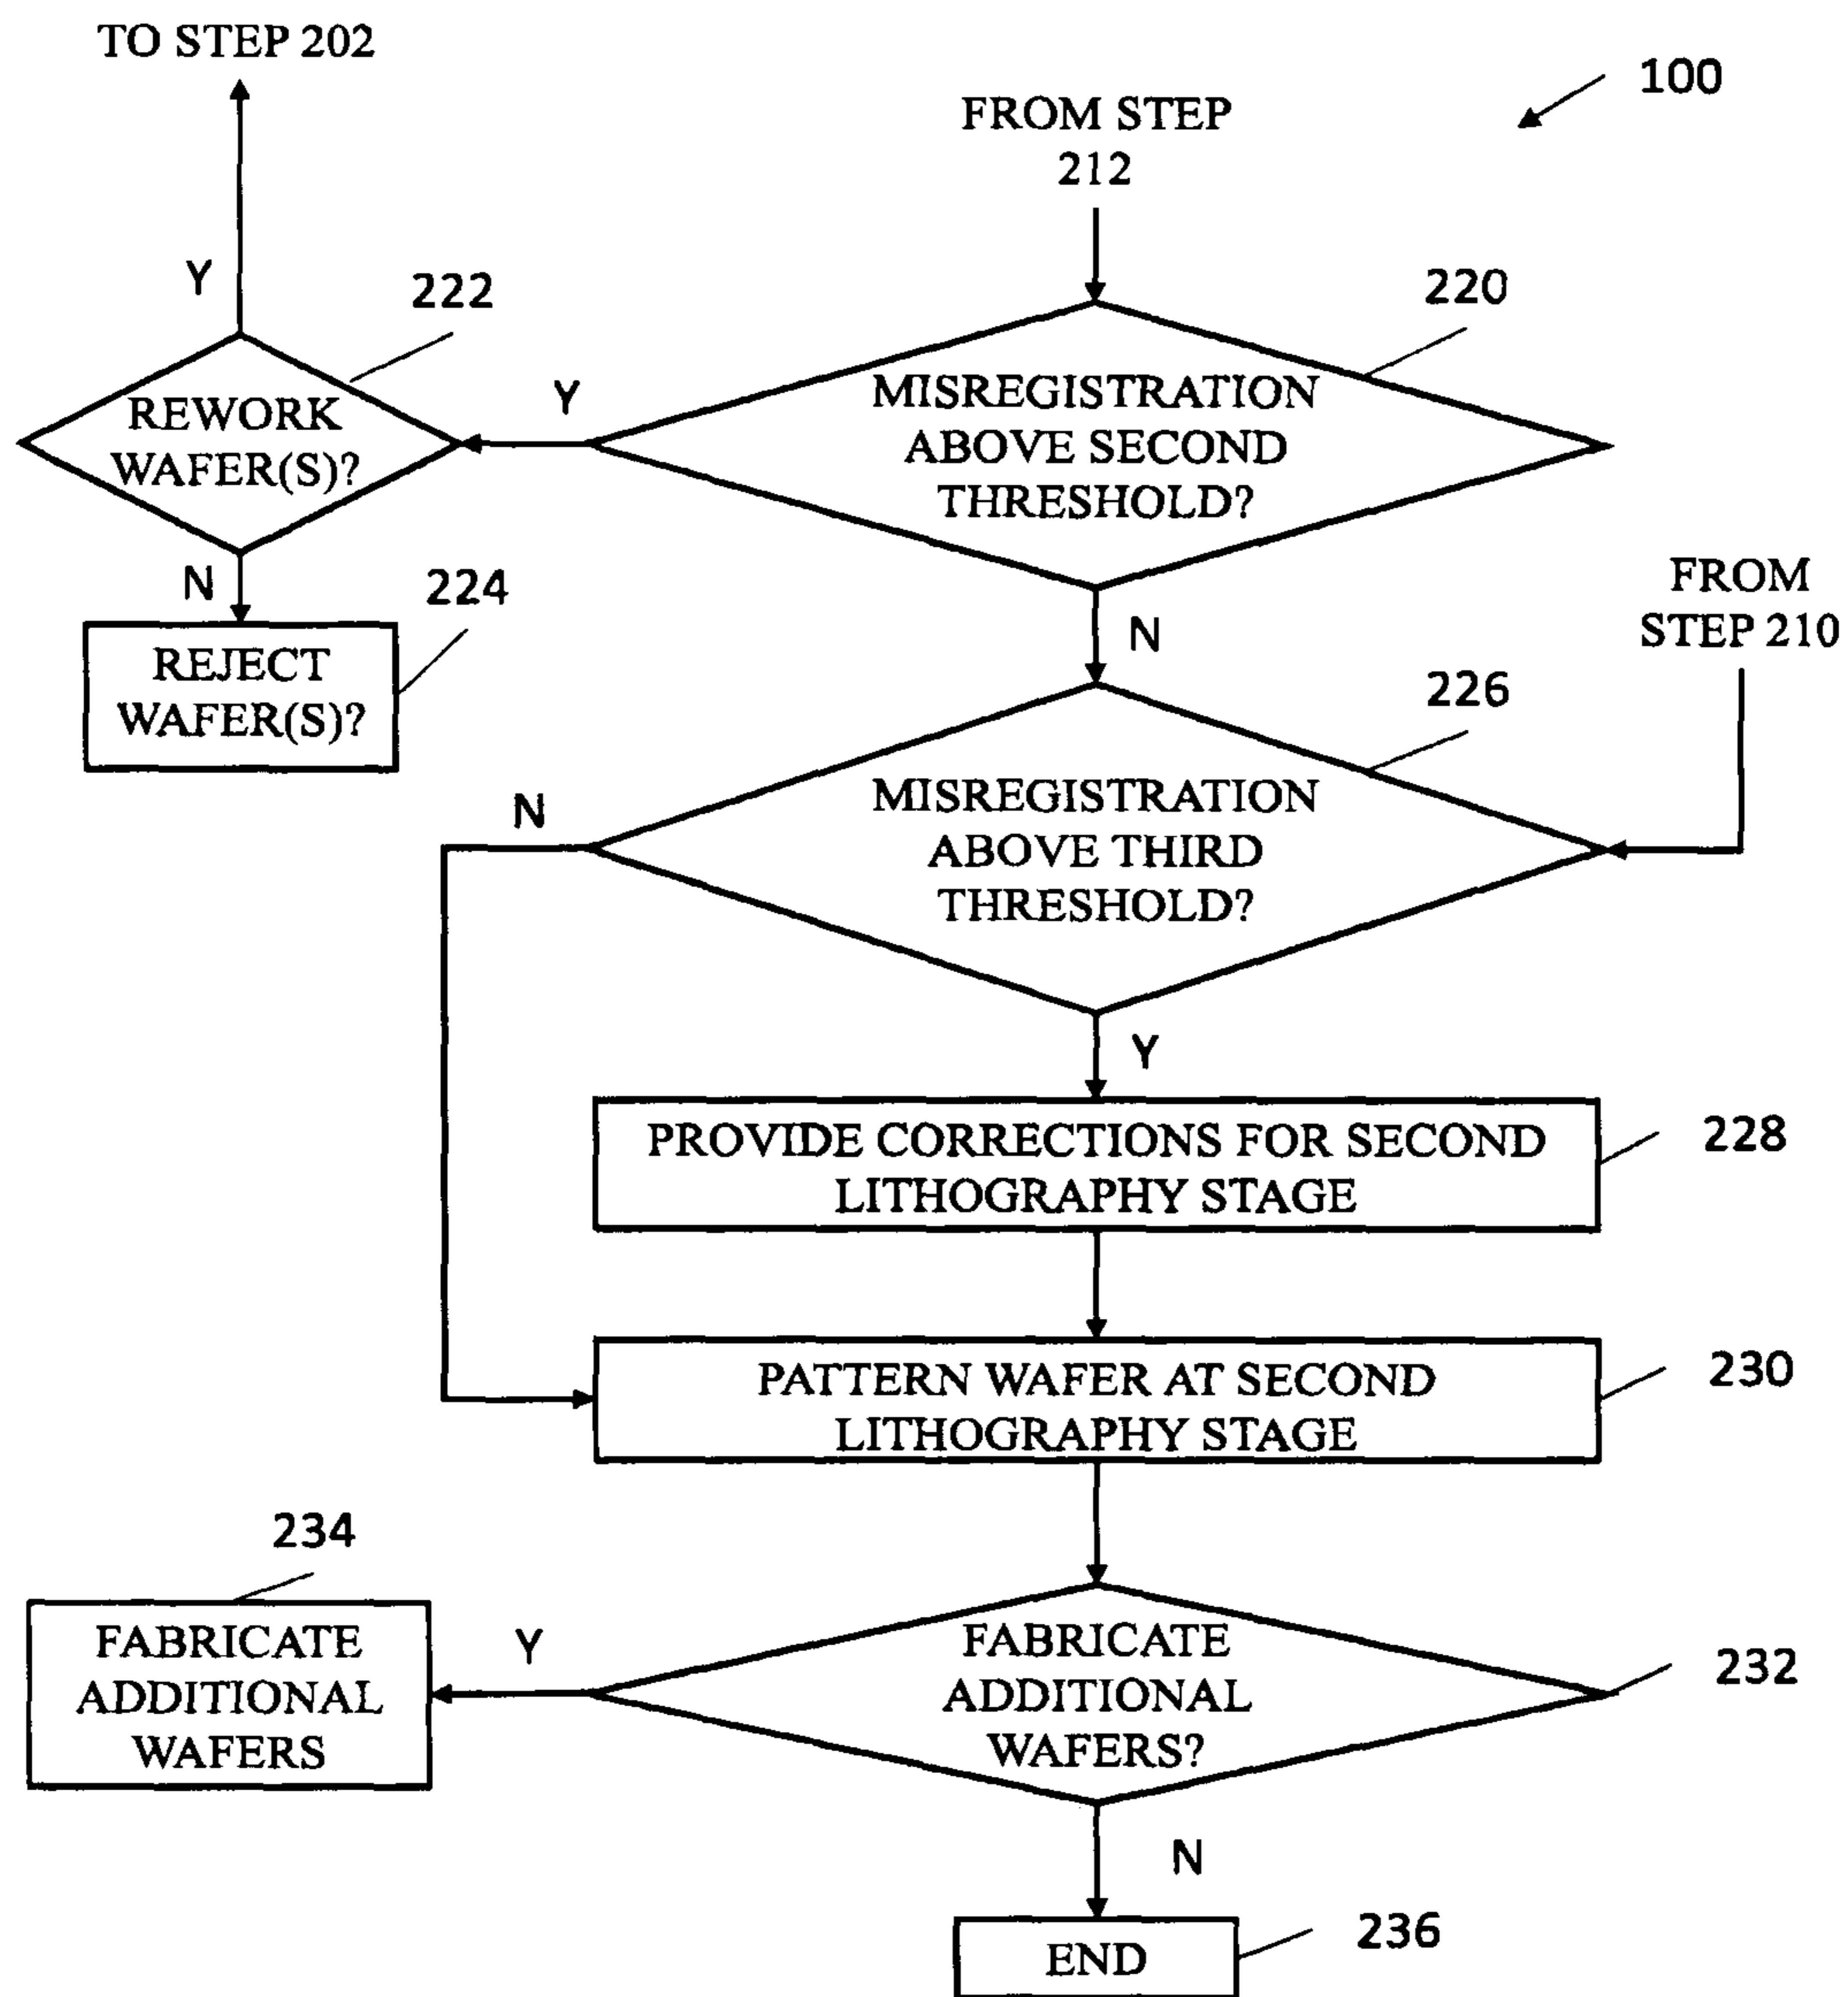 TO STEP 202
100
FROM STEP
212
Y
222
220
REWORK
WAFER(S)?
Y
MISREGISTRATION
ABOVE SECOND
THRESHOLD?
N
224
REJECT
WAFER(S)?
N
FROM
STEP 210
226
N
MISREGISTRATION
ABOVE THIRD
THRESHOLD?
Y
PROVIDE CORRECTIONS FOR SECOND
LITHOGRAPHY STAGE
228
PATTERN WAFER AT SECOND
LITHOGRAPHY STAGE
230
234
FABRICATE
ADDITIONAL
WAFERS
Y
FABRICATE
ADDITIONAL
WAFERS?
232
N
END
236